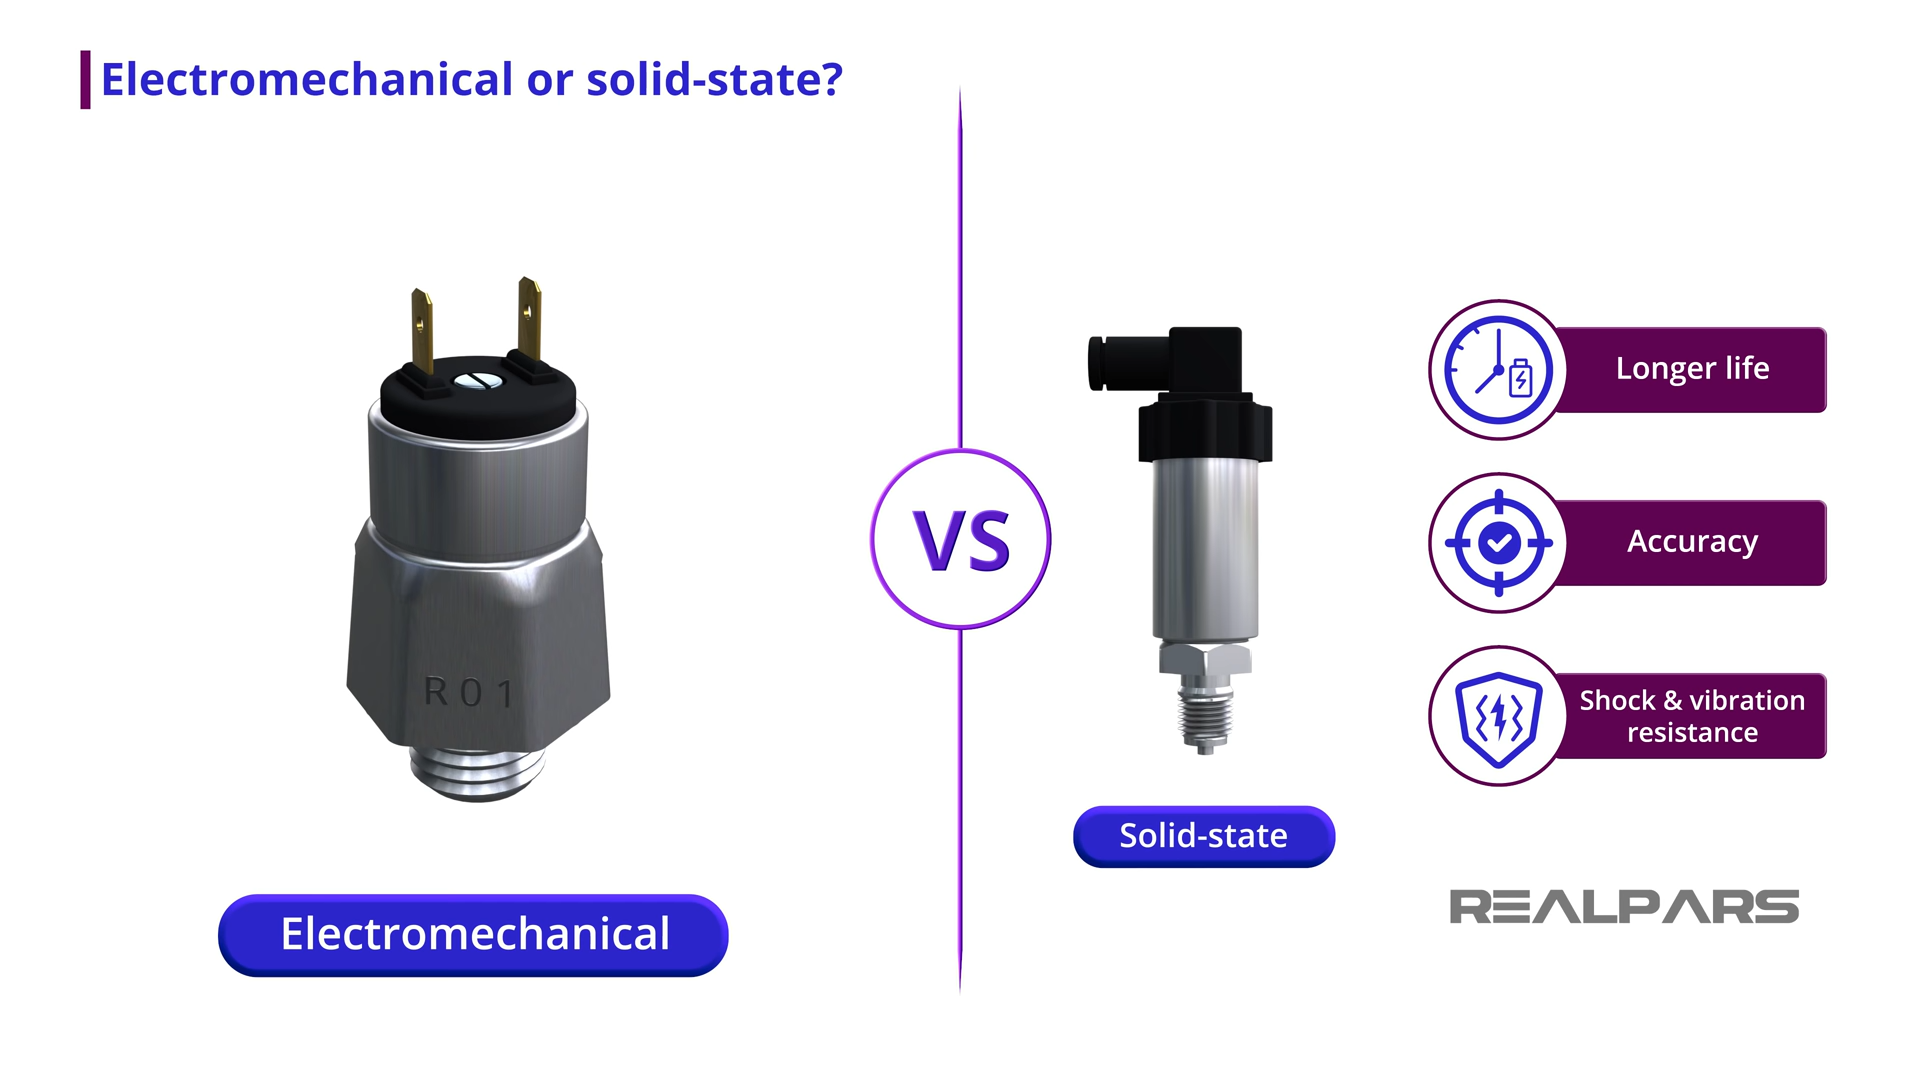 Electromechanical or solid-state?
R01
Electromechanical
VS
Solid-state
Longer life
Accuracy
Shock & vibration
resistance
REALPARS